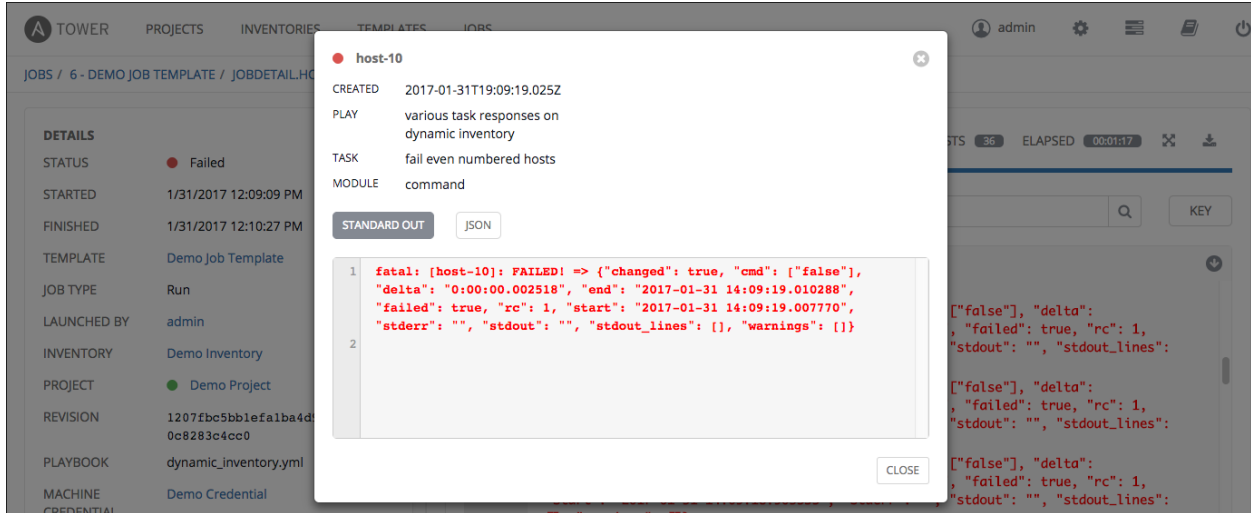 TOWER PROJECTS INVENTORIES TEMPLATES JOBS admin
JOBS / 6 - DEMO JOB TEMPLATE / JOBDETAIL.HO
host-10
CREATED 2017-01-31T19:09:19.025Z
PLAY various task responses on
dynamic inventory
TASK fail even numbered hosts
MODULE command
STANDARD OUT JSON
1 fatal: [host-10]: FAILED! => {"changed": true, "cmd": ["false"],
"delta": "0:00:00.002518", "end": "2017-01-31 14:09:19.010288",
"failed": true, "rc": 1, "start": "2017-01-31 14:09:19.007770",
"stderr": "", "stdout": "", "stdout_lines": [], "warnings": []}
2
CLOSE
DETAILS
STATUS Failed
STARTED 1/31/2017 12:09:09 PM
FINISHED 1/31/2017 12:10:27 PM
TEMPLATE Demo Job Template
JOB TYPE Run
LAUNCHED BY admin
INVENTORY Demo Inventory
PROJECT Demo Project
REVISION 1207fbc5bb1efa1ba4d
0c8283c4cc0
PLAYBOOK dynamic_inventory.yml
MACHINE Demo Credential
CREDENTIAL
STS 36 ELAPSED 00:01:17
KEY
["false"], "delta":
, "failed": true, "rc": 1,
"stdout": "", "stdout_lines":
["false"], "delta":
, "failed": true, "rc": 1,
"stdout": "", "stdout_lines":
["false"], "delta":
, "failed": true, "rc": 1,
"stdout": "", "stdout_lines":